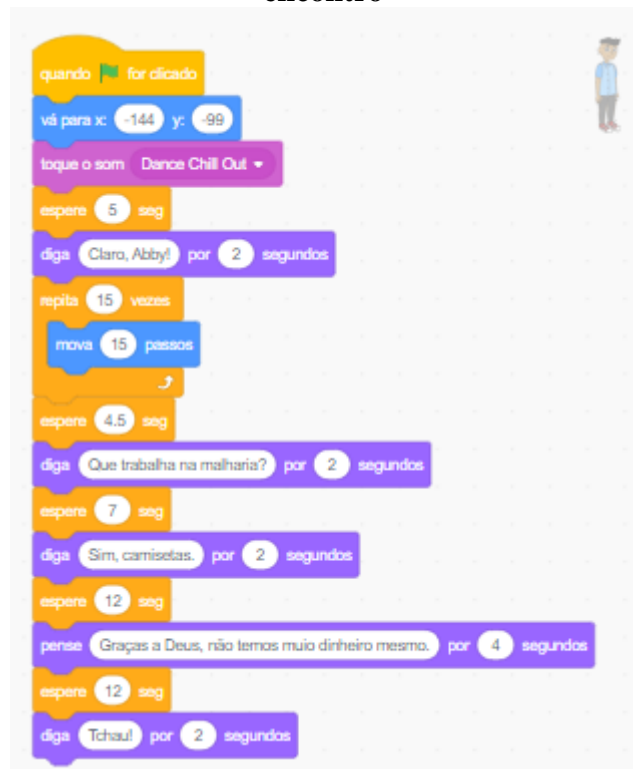 encontro
quando for clicado
vá para x: -144 y: -99
toque o som Dance Chill Out
espere 5 seg
diga Claro, Abby! por 2 segundos
repita 15 vezes
mova 15 passos
espere 4.5 seg
diga Que trabalha na malharia? por 2 segundos
espere 7 seg
diga Sim, camisetas. por 2 segundos
espere 12 seg
pense Graças a Deus, não temos muio dinheiro mesmo. por 4 segundos
espere 12 seg
diga Tchau! por 2 segundos